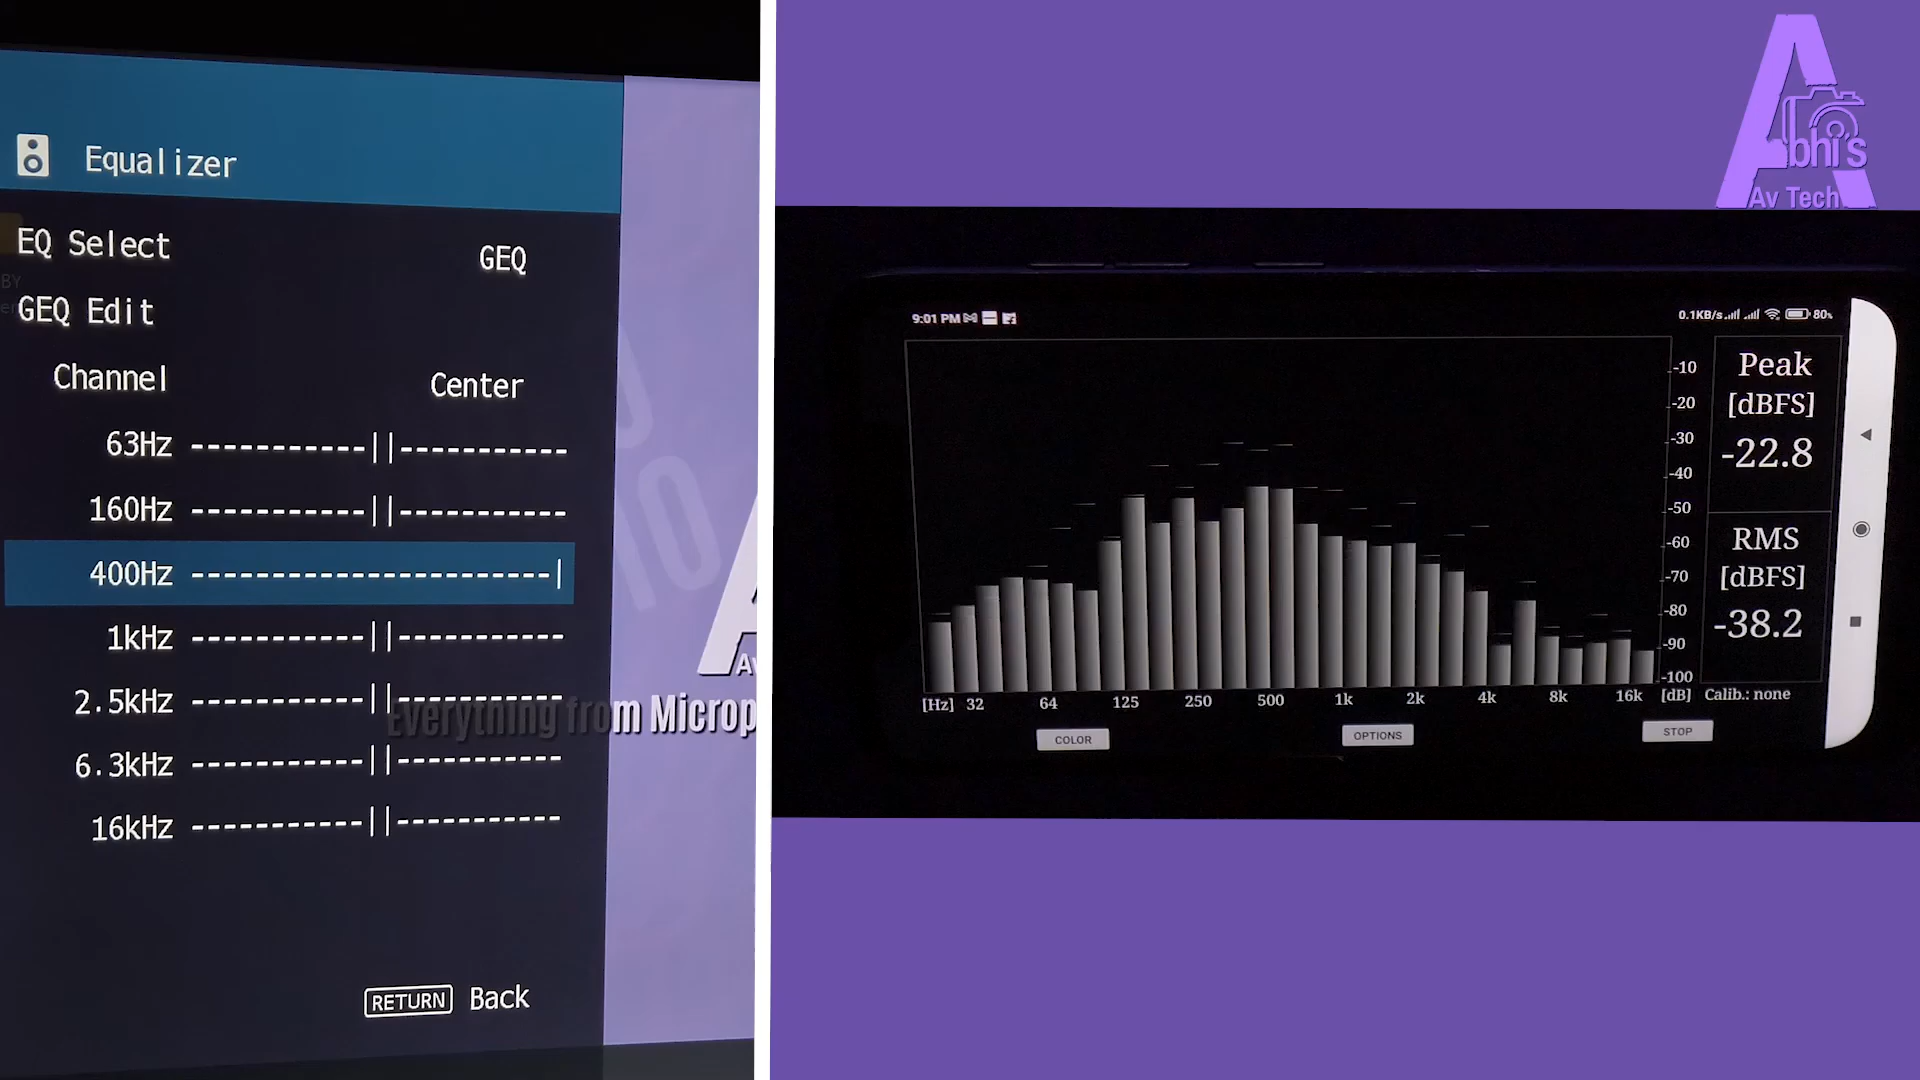 Equalizer
EQ Select GEQ
GEQ Edit
Channel Center
63Hz
160Hz
400Hz
1kHz
2.5kHz
6.3kHz
16kHz
RETURN Back
BY
Everything from Microp
Av
A
bhi's
Av Tech
9:01 PM
0.1KB/s 80%
-10
-20
-30
-40
-50
-60
-70
-80
-90
-100
[Hz] 32 64 125 250 500 1k 2k 4k 8k 16k [dB]
Peak
[dBFS]
-22.8
RMS
[dBFS]
-38.2
Calib.: none
COLOR OPTIONS STOP